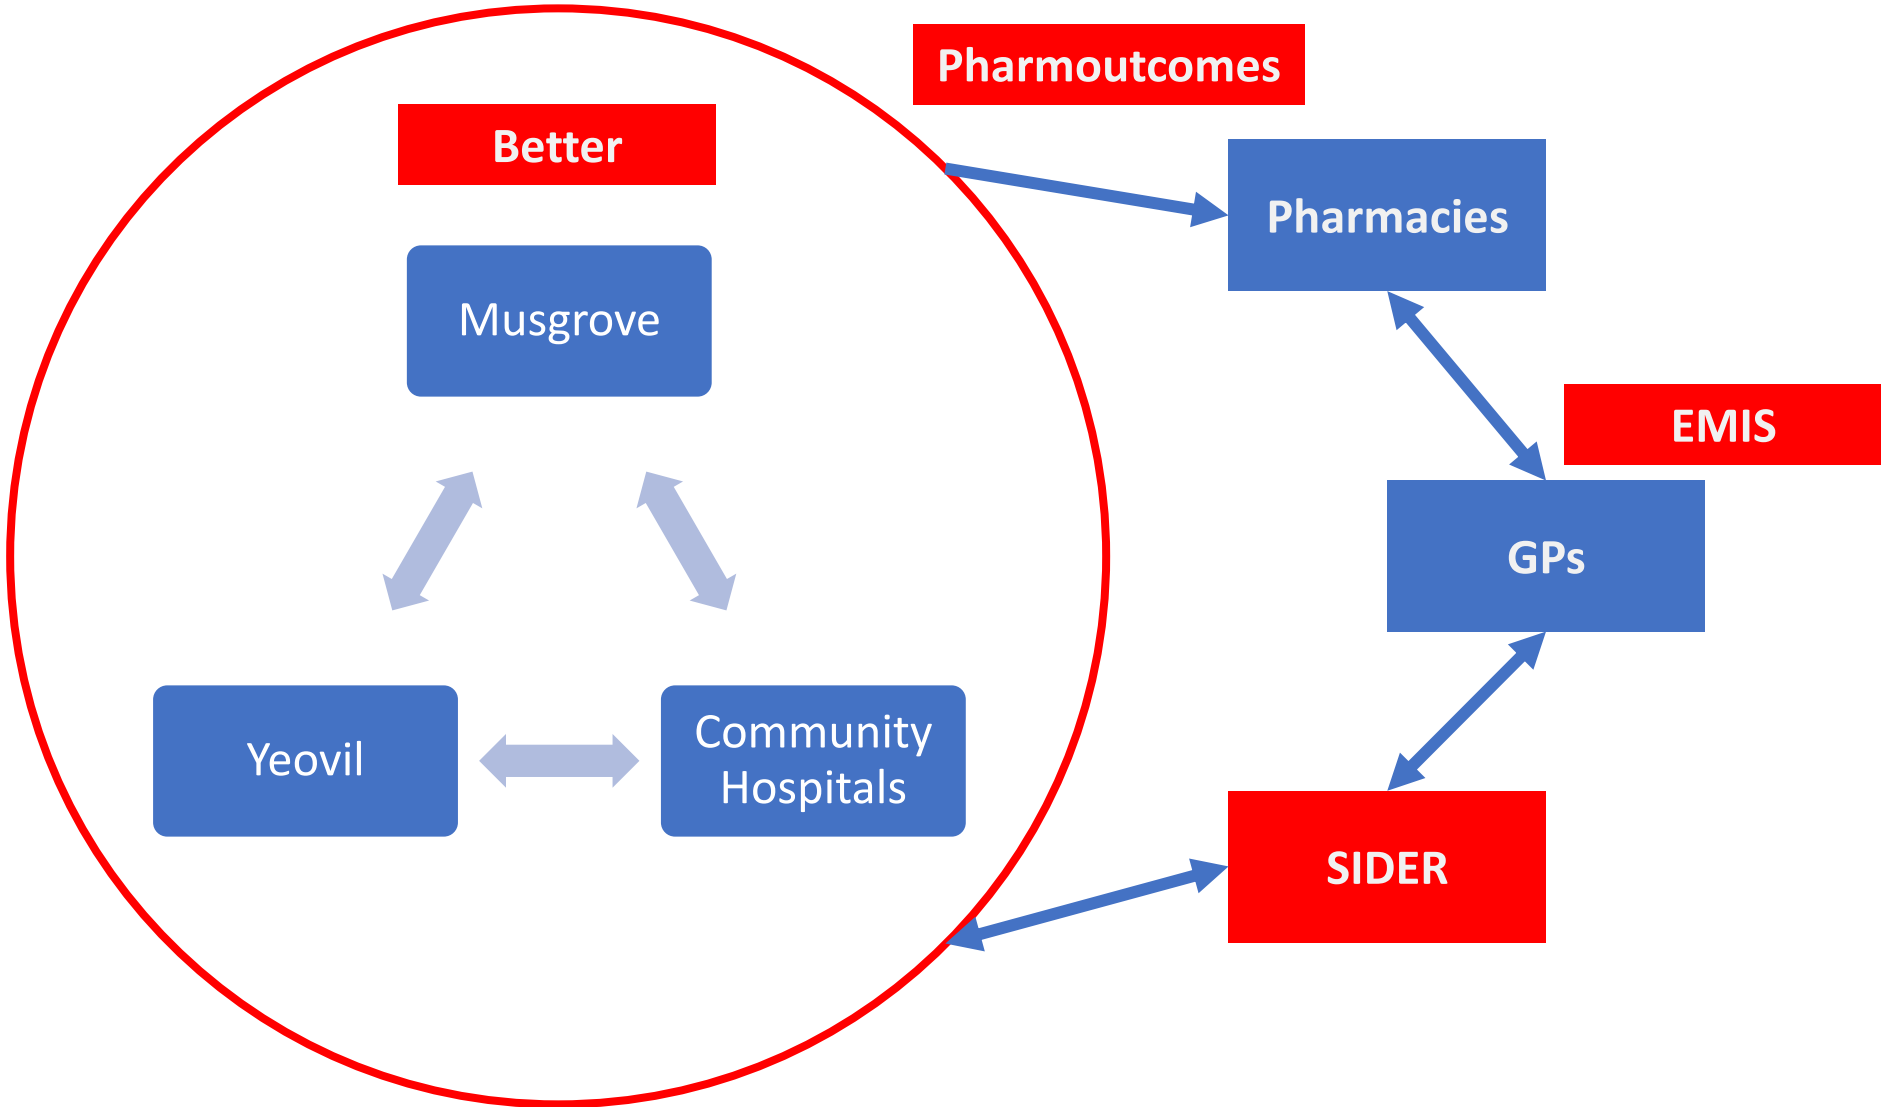 Pharmoutcomes
Better
Pharmacies
Musgrove
EMIS
GPs
Yeovil
Community
Hospitals
SIDER